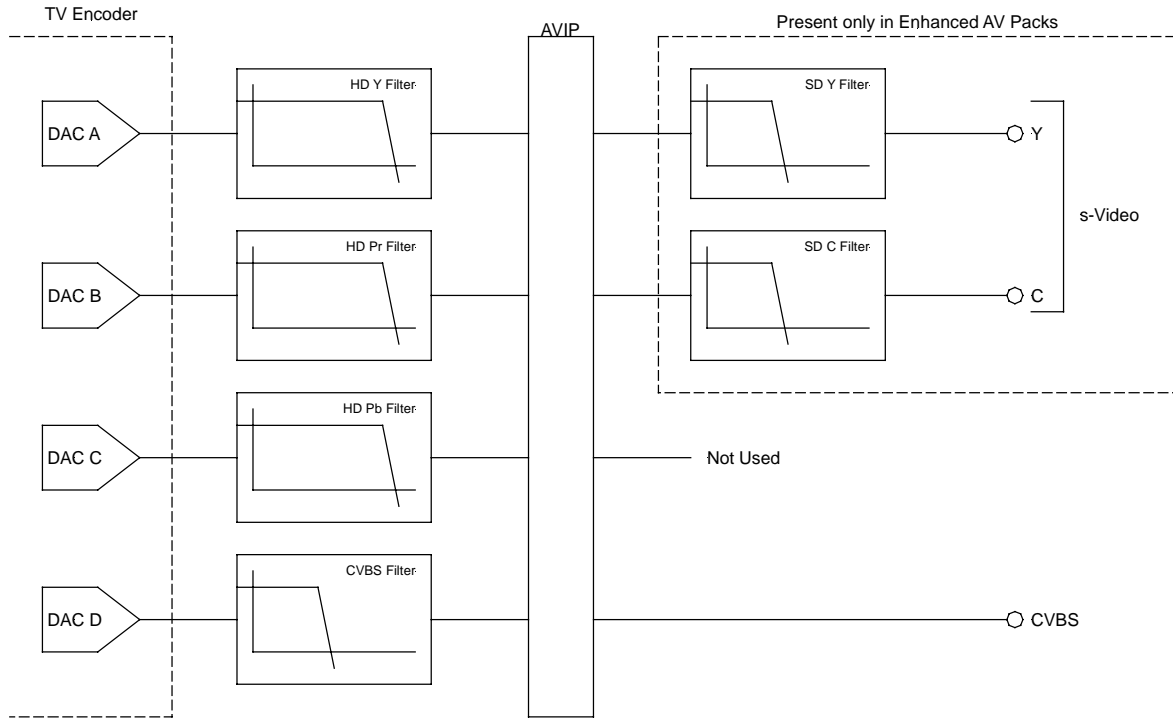 TV Encoder
AVIP
Present only in Enhanced AV Packs
HD Y Filter
SD Y Filter
DAC A
Y
s-Video
HD Pr Filter
SD C Filter
DAC B
C
HD Pb Filter
DAC C
Not Used
CVBS Filter
DAC D
CVBS